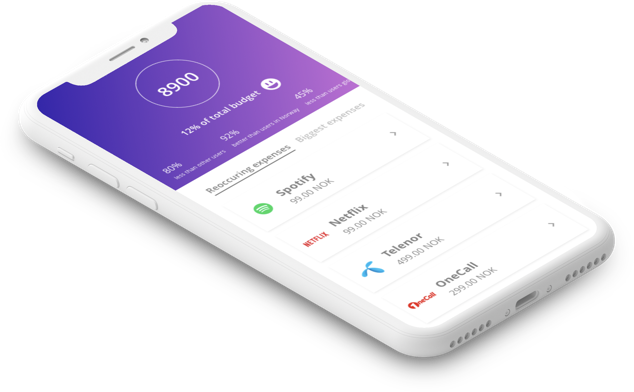 8900
12% of total budget
80%
less than other users
92%
better than users in Norway
45%
less than users
Reoccuring expenses
Biggest expenses
Spotify
99.00 NOK
NETFLIX
Netflix
99.00 NOK
Telenor
499.00 NOK
OneCall
OneCall
299.00 NOK